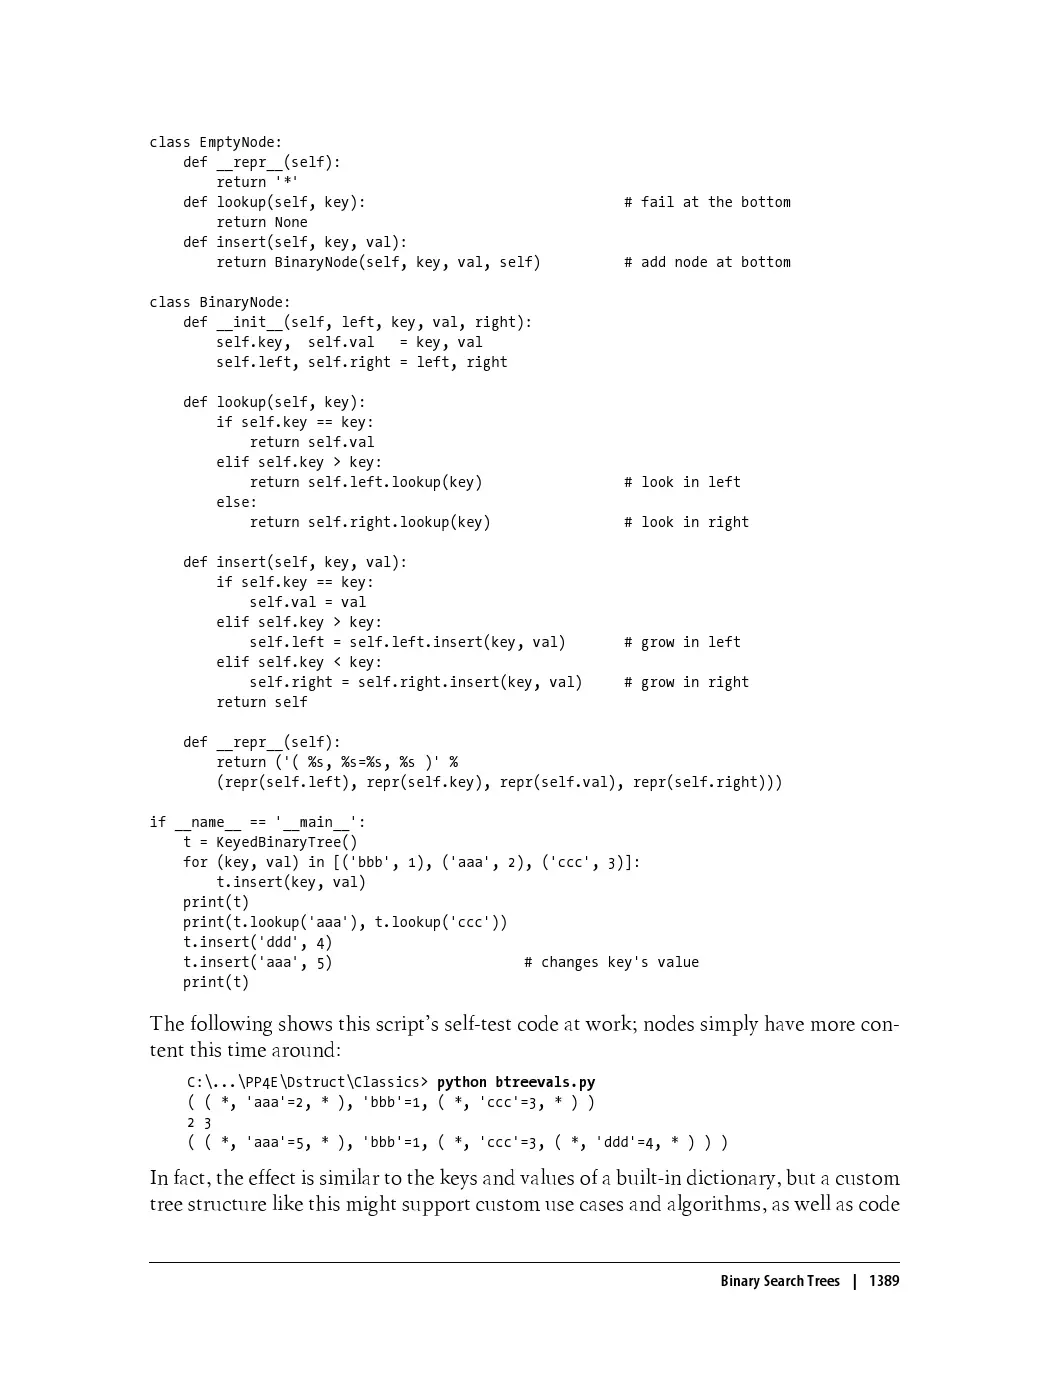 class EmptyNode:
    def __repr__(self):
        return '*'
    def lookup(self, key):                               # fail at the bottom
        return None
    def insert(self, key, val):
        return BinaryNode(self, key, val, self)          # add node at bottom

class BinaryNode:
    def __init__(self, left, key, val, right):
        self.key,  self.val   = key, val
        self.left, self.right = left, right

    def lookup(self, key):
        if self.key == key:
            return self.val
        elif self.key > key:
            return self.left.lookup(key)                 # look in left
        else:
            return self.right.lookup(key)                # look in right

    def insert(self, key, val):
        if self.key == key:
            self.val = val
        elif self.key > key:
            self.left = self.left.insert(key, val)       # grow in left
        elif self.key < key:
            self.right = self.right.insert(key, val)     # grow in right
        return self

    def __repr__(self):
        return ('( %s, %s=%s, %s )' %
        (repr(self.left), repr(self.key), repr(self.val), repr(self.right)))

if __name__ == '__main__':
    t = KeyedBinaryTree()
    for (key, val) in [('bbb', 1), ('aaa', 2), ('ccc', 3)]:
        t.insert(key, val)
    print(t)
    print(t.lookup('aaa'), t.lookup('ccc'))
    t.insert('ddd', 4)
    t.insert('aaa', 5)                       # changes key's value
    print(t)

The following shows this script’s self-test code at work; nodes simply have more con-
tent this time around:

C:\...\PP4E\Dstruct\Classics> python btreevals.py
( ( *, 'aaa'=2, * ), 'bbb'=1, ( *, 'ccc'=3, * ) )
2 3
( ( *, 'aaa'=5, * ), 'bbb'=1, ( *, 'ccc'=3, ( *, 'ddd'=4, * ) ) )

In fact, the effect is similar to the keys and values of a built-in dictionary, but a custom
tree structure like this might support custom use cases and algorithms, as well as code

Binary Search Trees | 1389